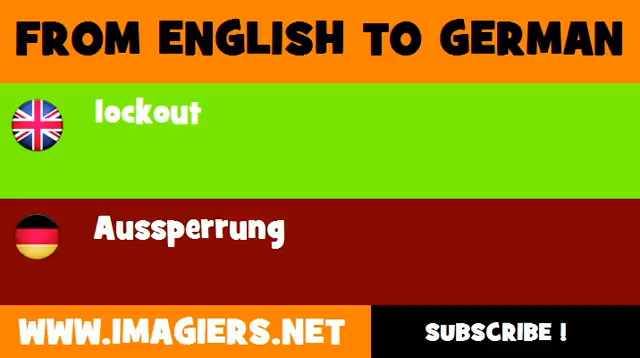 FROM ENGLISH TO GERMAN
lockout
Aussperrung
WWW.IMAGIERS.NET
SUBSCRIBE !